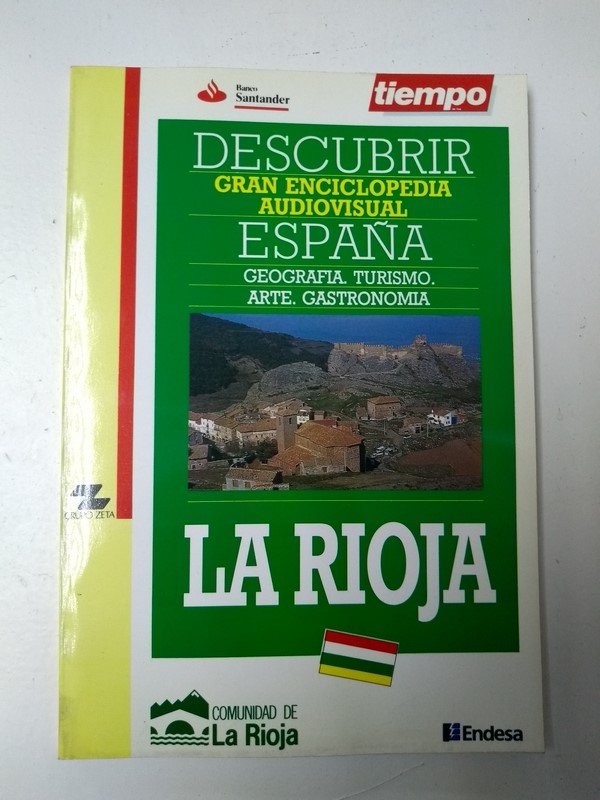 Banco
Santander
tiempo
DESCUBRIR
GRAN ENCICLOPEDIA
AUDIOVISUAL
ESPAÑA
GEOGRAFIA. TURISMO.
ARTE. GASTRONOMIA
GRUPO ZETA
LA RIOJA
COMUNIDAD DE
La Rioja
Endesa